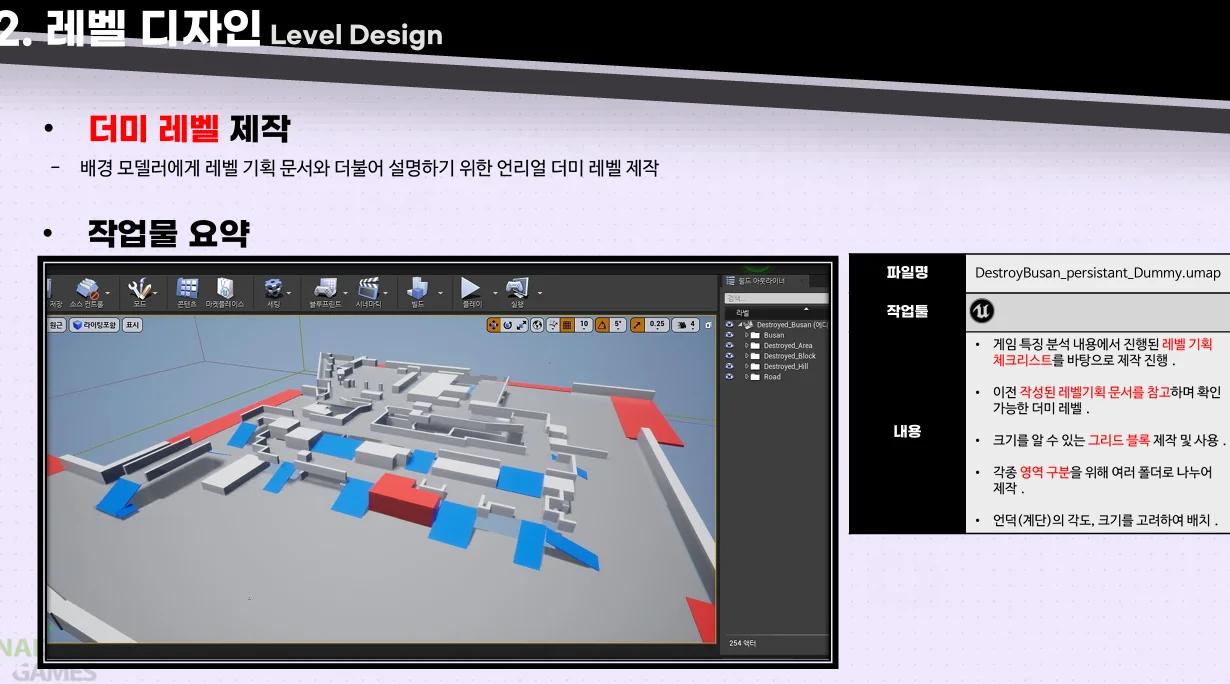 2. 레벨 디자인 Level Design
• 더미 레벨 제작
- 배경 모델러에게 레벨 기획 문서와 더불어 설명하기 위한 언리얼 더미 레벨 제작
• 작업물 요약
저장 소스 컨트롤 모드 콘텐츠 마켓플레이스 세팅 블루프린트 시네마틱 빌드 플레이 실행
원근 라이팅포함 표시 10 5° 0.25 4
월드 아웃라이너
검색...
라벨
Destroyed_Busan (에디
Busan
Destroyed_Area
Destroyed_Block
Destroyed_Hill
Road
254 액터
파일명 DestroyBusan_persistant_Dummy.umap
작업툴
내용
• 게임 특징 분석 내용에서 진행된 레벨 기획
체크리스트를 바탕으로 제작 진행 .
• 이전 작성된 레벨기획 문서를 참고하며 확인
가능한 더미 레벨 .
• 크기를 알 수 있는 그리드 블록 제작 및 사용 .
• 각종 영역 구분을 위해 여러 폴더로 나누어
제작 .
• 언덕(계단)의 각도, 크기를 고려하여 배치 .
GAMES